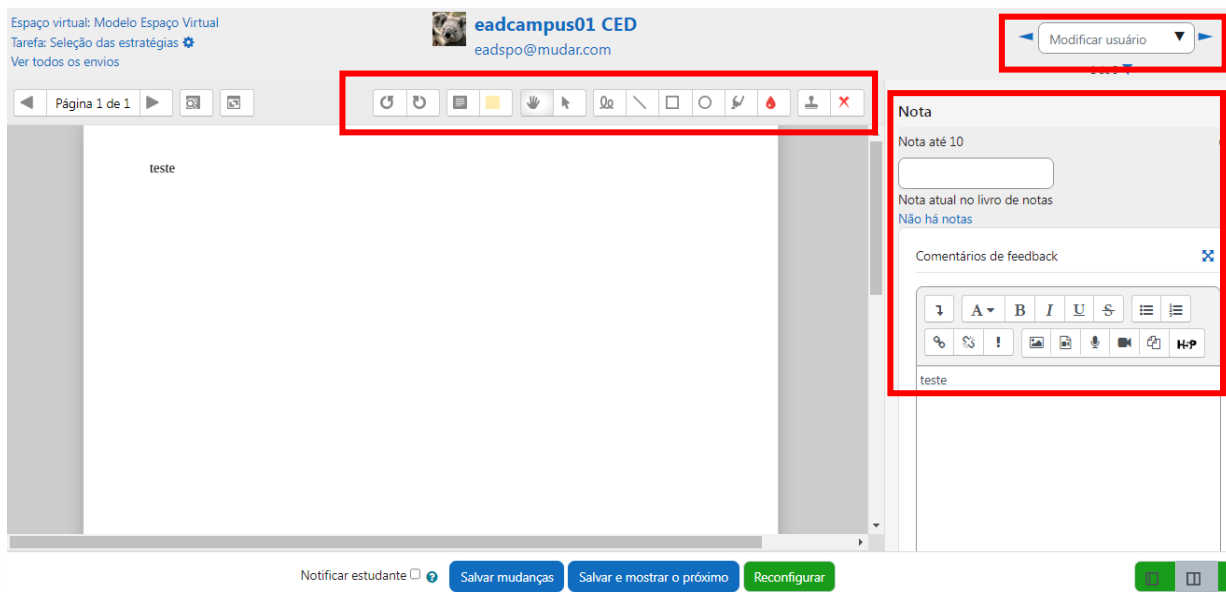 Espaço virtual: Modelo Espaço Virtual
Tarefa: Seleção das estratégias
Ver todos os envios
eadcampus01 CED
eadspo@mudar.com
Modificar usuário
Página 1 de 1
teste
Nota
Nota até 10
Nota atual no livro de notas
Não há notas
Comentários de feedback
A B I U S
H-P
teste
Notificar estudante
Salvar mudanças
Salvar e mostrar o próximo
Reconfigurar